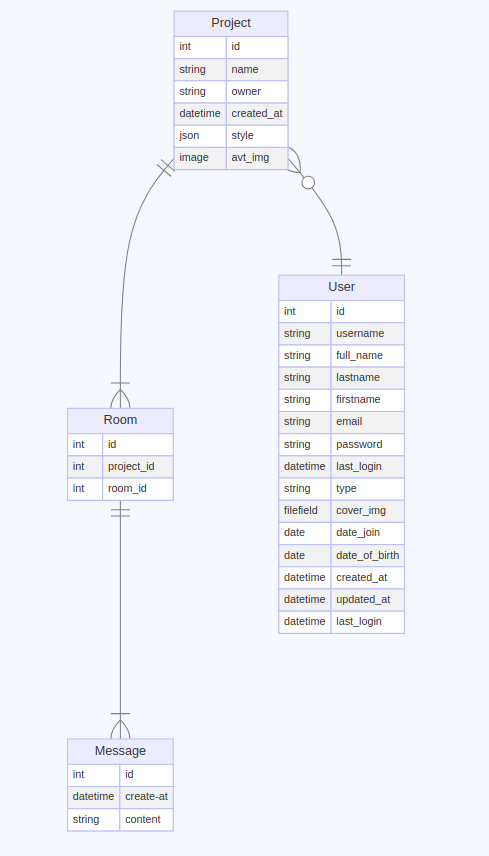 Project
int id
string name
string owner
datetime created_at
json style
image avt_img
User
int id
string username
string full_name
string lastname
string firstname
string email
string password
datetime last_login
string type
filefield cover_img
date date_join
date date_of_birth
datetime created_at
datetime updated_at
datetime last_login
Room
int id
int project_id
int room_id
Message
int id
datetime create-at
string content